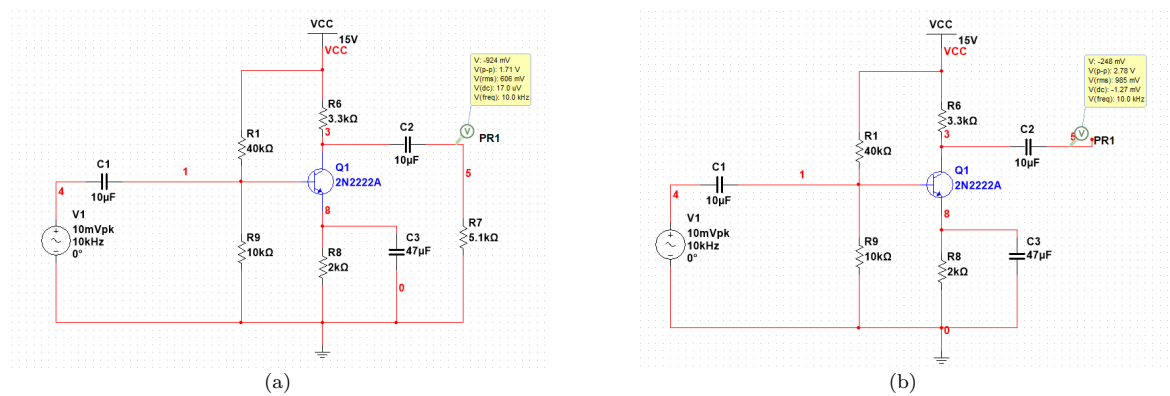 VCC
15V
VCC
V: -924 mV
V(p-p): 1.71 V
V(rms): 606 mV
V(dc): 17.0 uV
V(freq): 10.0 kHz
R6
3.3kΩ
3
V
PR1
R1
40kΩ
C2
10µF
C1
10µF
1
Q1
2N2222A
5
4
8
V1
10mVpk
10kHz
0°
R9
10kΩ
R8
2kΩ
C3
47µF
R7
5.1kΩ
0
(a)
VCC
15V
VCC
V: -248 mV
V(p-p): 2.78 V
V(rms): 985 mV
V(dc): -1.27 mV
V(freq): 10.0 kHz
R6
3.3kΩ
3
5
V
PR1
R1
40kΩ
C2
10µF
C1
10µF
1
Q1
2N2222A
4
8
V1
10mVpk
10kHz
0°
R9
10kΩ
R8
2kΩ
C3
47µF
0
(b)